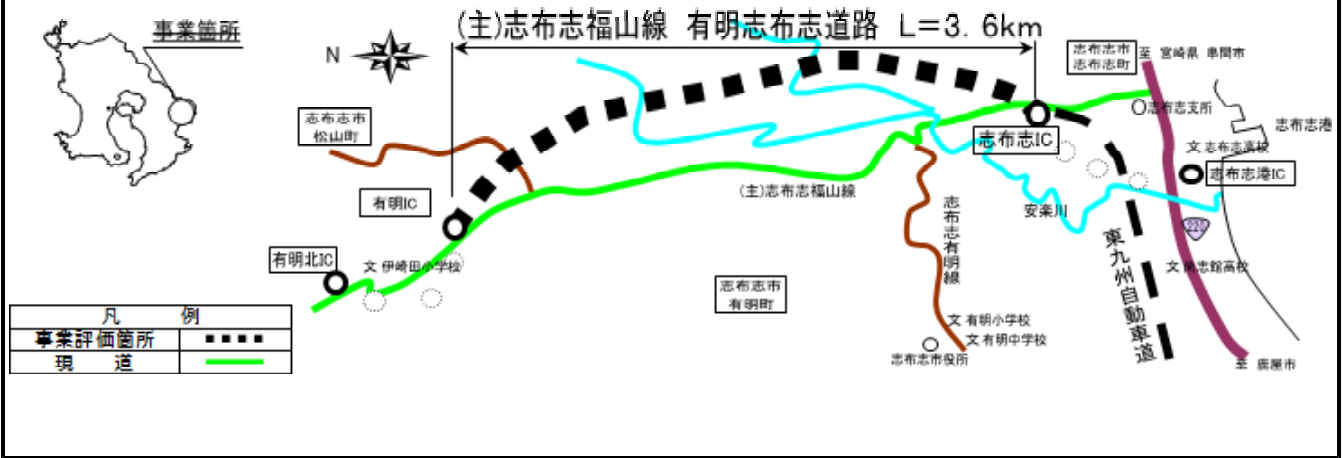 事業箇所
(主)志布志福山線 有明志布志道路 L=3.6km
N
志布志市
志布志町
至 宮崎県 串間市
志布志支所
志布志港
志布志市
松山町
志布志IC
文 志布志高校
志布志港IC
有明IC
(主)志布志福山線
志布志有明線
安楽川
220
東九州自動車道
有明北IC
文 伊崎田小学校
志布志市
有明町
文 尚志館高校
凡 例
事業評価箇所
現 道
文 有明小学校
文 有明中学校
志布志市役所
至 鹿屋市